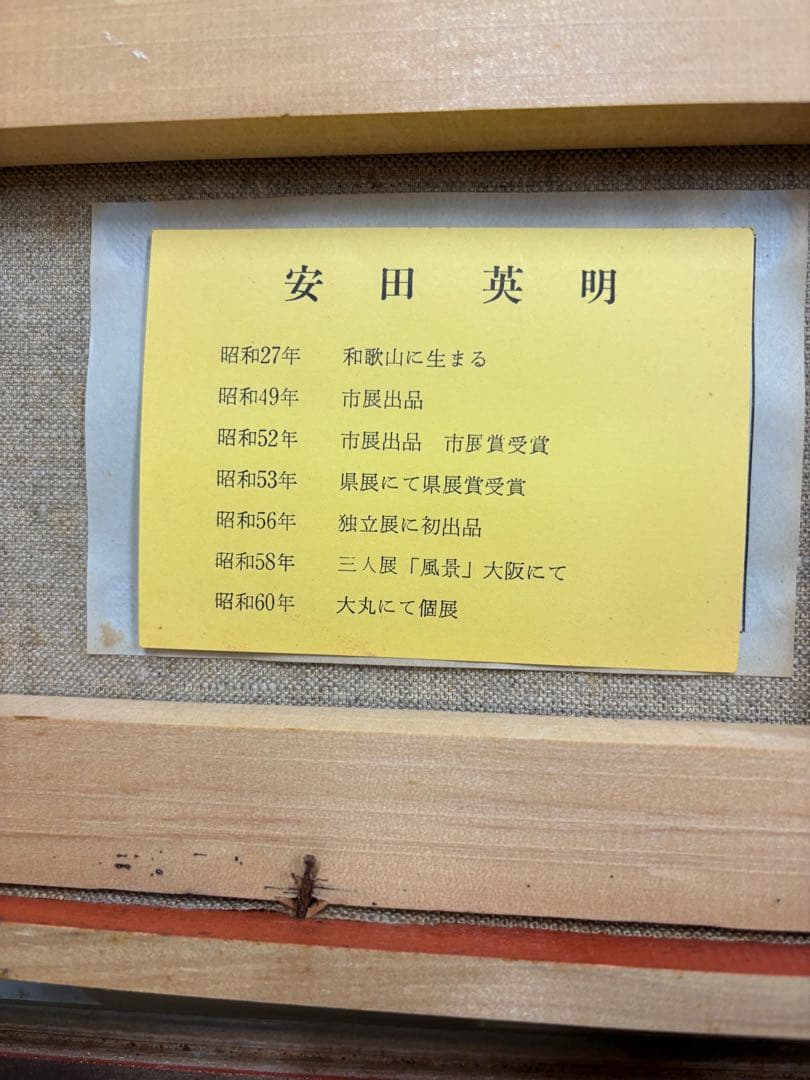 安田英明
昭和27年 和歌山に生まる
昭和49年 市展出品
昭和52年 市展出品 市展賞受賞
昭和53年 県展にて県展賞受賞
昭和56年 独立展に初出品
昭和58年 三人展「風景」大阪にて
昭和60年 大丸にて個展